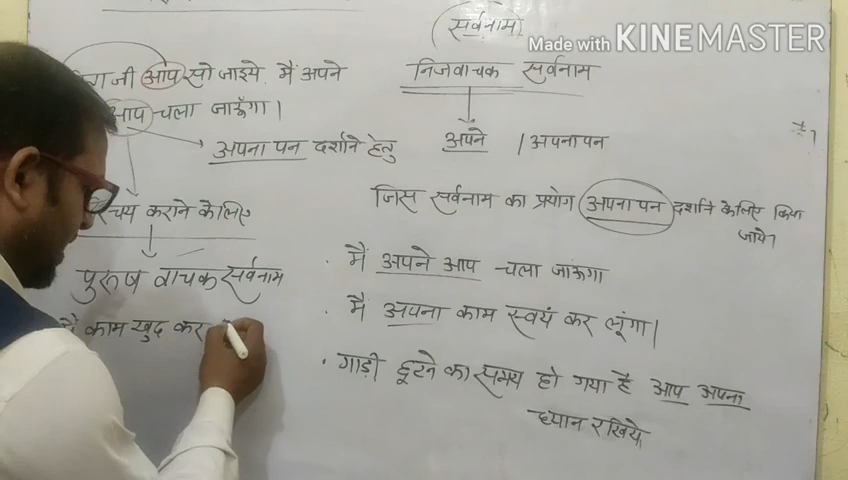 सर्वनाम
Made with KINEMASTER
जी आप सो जाइये. मैं अपने
आप चला जाऊँगा।
अपना पन दर्शाने हेतु
परिचय कराने के लिए
पुरूष वाचक सर्वनाम
मैं काम खुद कर
निजवाचक सर्वनाम
अपने / अपनापन
जिस सर्वनाम का प्रयोग अपनापन दर्शाने के लिए किया
जाये।
. मैं अपने आप चला जाऊंगा
. मैं अपना काम स्वयं कर लूंगा।
. गाड़ी छूटने का समय हो गया है आप अपना
ध्यान रखिये